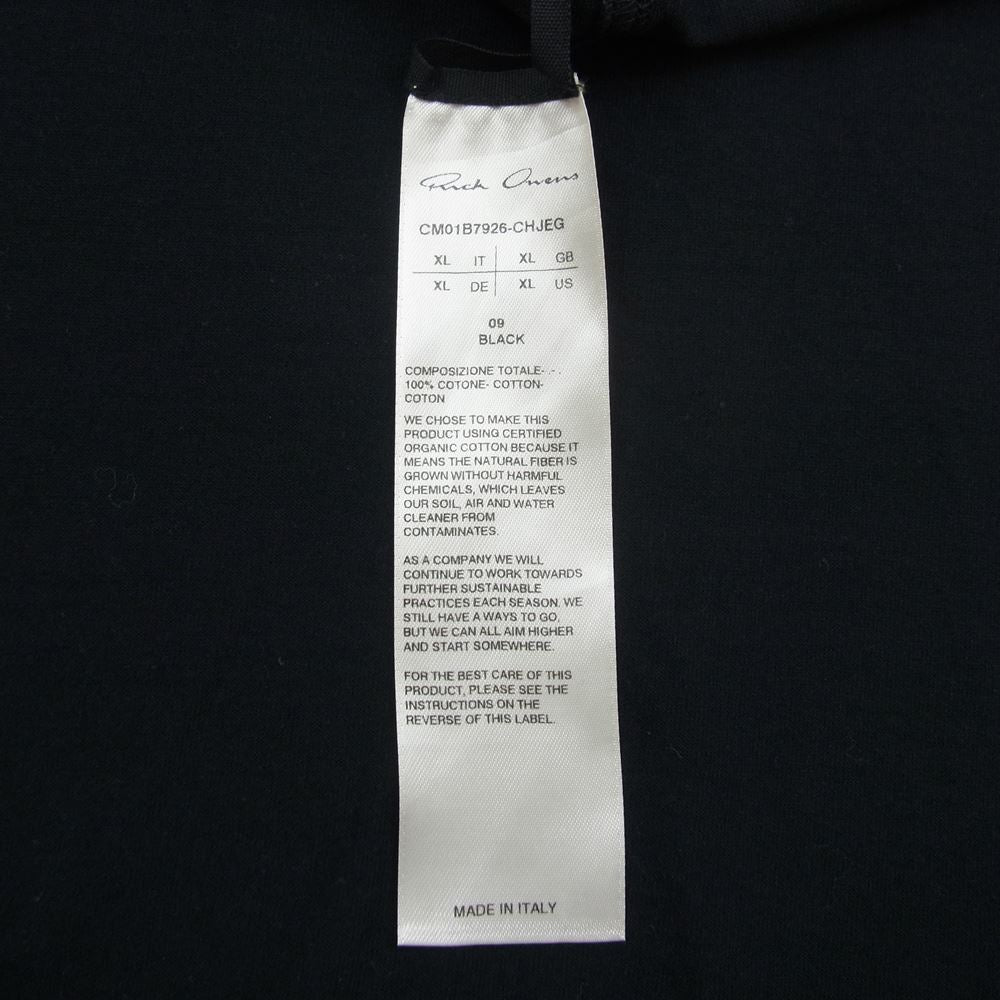 Rick Owens
CM01B7926-CHJEG
XL IT XL GB
XL DE XL US
09
BLACK
COMPOSIZIONE TOTALE- .- .
100% COTONE- COTTON-
COTON
WE CHOSE TO MAKE THIS
PRODUCT USING CERTIFIED
ORGANIC COTTON BECAUSE IT
MEANS THE NATURAL FIBER IS
GROWN WITHOUT HARMFUL
CHEMICALS, WHICH LEAVES
OUR SOIL, AIR AND WATER
CLEANER FROM
CONTAMINATES.
AS A COMPANY WE WILL
CONTINUE TO WORK TOWARDS
FURTHER SUSTAINABLE
PRACTICES EACH SEASON. WE
STILL HAVE A WAYS TO GO,
BUT WE CAN ALL AIM HIGHER
AND START SOMEWHERE.
FOR THE BEST CARE OF THIS
PRODUCT, PLEASE SEE THE
INSTRUCTIONS ON THE
REVERSE OF THIS LABEL.
MADE IN ITALY